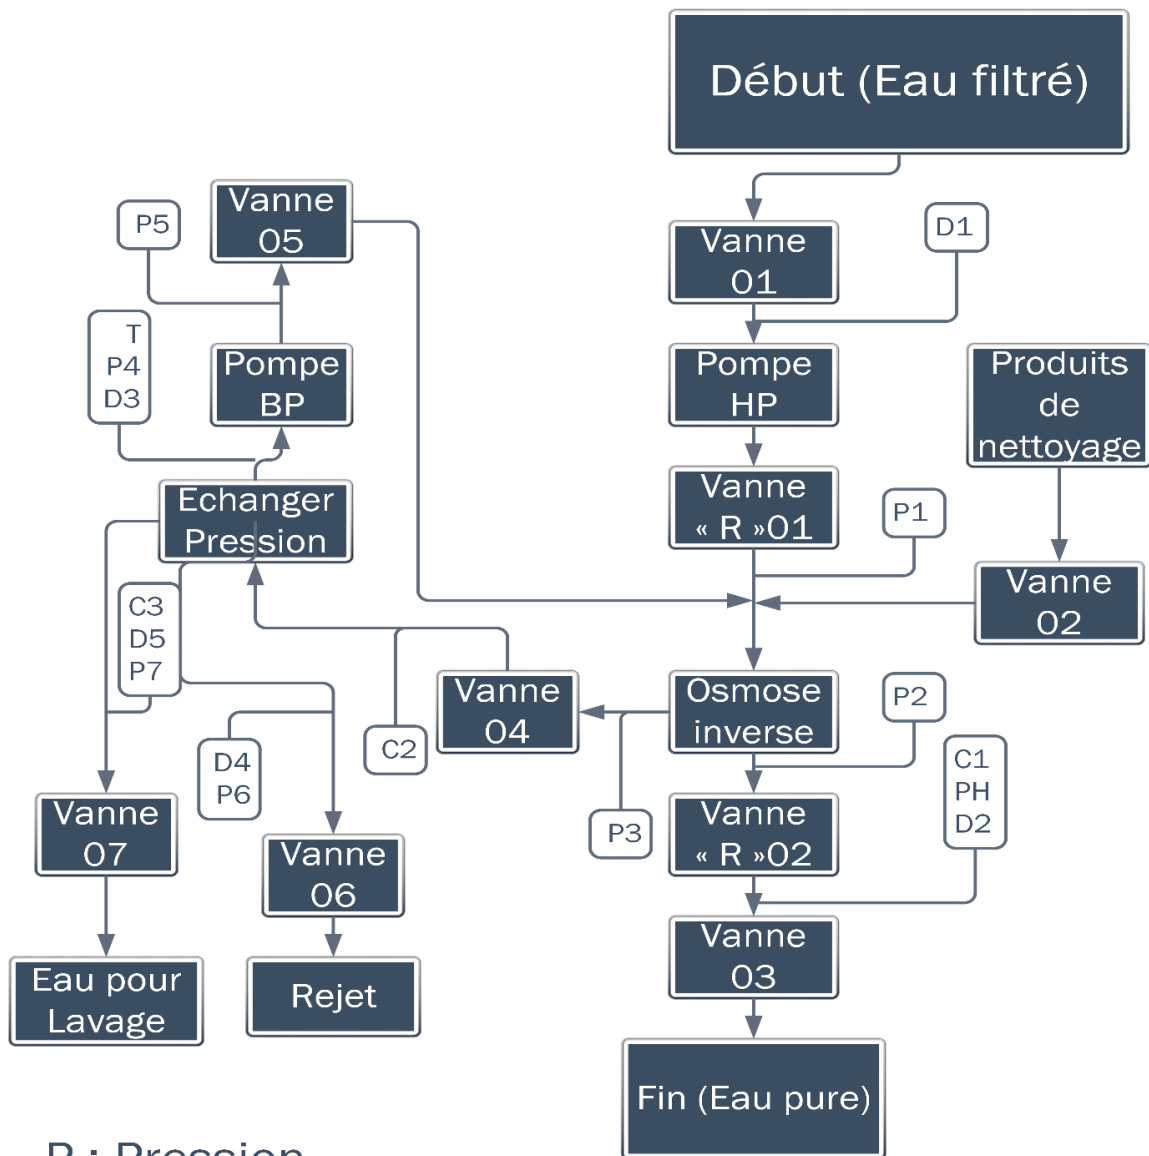 Début (Eau filtré)
Vanne
05
P5
Vanne
01
D1
T
P4
D3
Pompe
BP
Pompe
HP
Produits
de
nettoyage
Echanger
Pression
Vanne
« R »01
P1
Vanne
02
C3
D5
P7
Vanne
04
Osmose
inverse
P2
C2
D4
P6
C1
PH
D2
Vanne
07
P3
Vanne
« R »02
Vanne
06
Vanne
03
Eau pour
Lavage
Rejet
Fin (Eau pure)
P : Pression